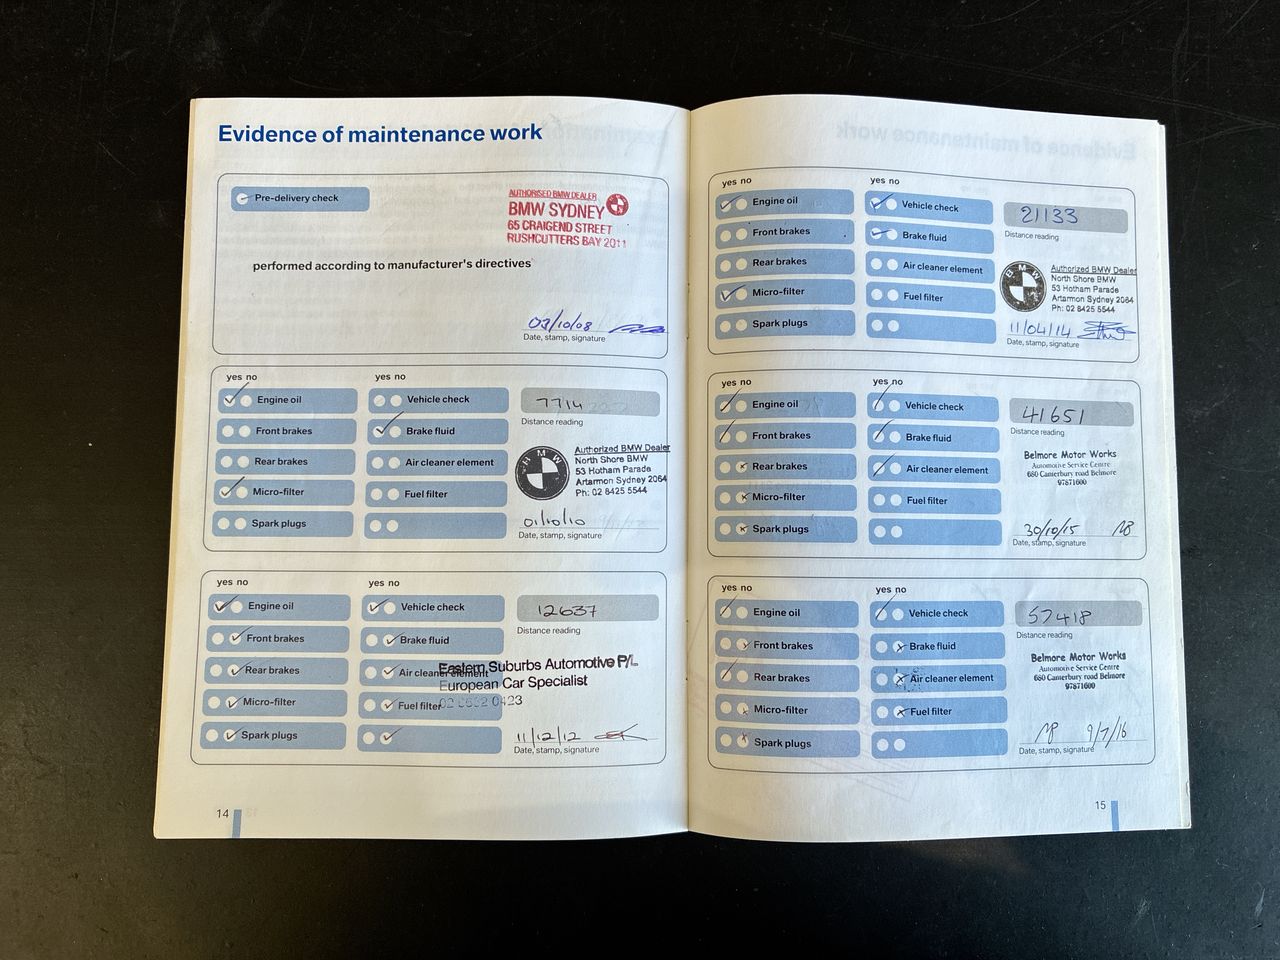 Evidence of maintenance work
Pre-delivery check
AUTHORISED BMW DEALER
BMW SYDNEY
65 CRAIGEND STREET
RUSHCUTTERS BAY 2011
performed according to manufacturer's directives
03/10/08
Date, stamp, signature
yes no yes no
Engine oil Vehicle check 7714
Distance reading
Front brakes Brake fluid
Rear brakes Air cleaner element
Micro-filter Fuel filter
Spark plugs
BMW
Authorized BMW Dealer
North Shore BMW
53 Hotham Parade
Artarmon Sydney 2064
Ph: 02 8425 5544
01/10/10
Date, stamp, signature
yes no yes no
Engine oil Vehicle check 12637
Distance reading
Front brakes Brake fluid
Rear brakes Air cleaner element
Micro-filter Fuel filter
Spark plugs
Eastern Suburbs Automotive P/L
European Car Specialist
11/12/12
Date, stamp, signature
14
yes no yes no
Engine oil Vehicle check 21133
Distance reading
Front brakes Brake fluid
Rear brakes Air cleaner element
Micro-filter Fuel filter
Spark plugs
BMW
Authorized BMW Dealer
North Shore BMW
53 Hotham Parade
Artarmon Sydney 2064
Ph: 02 8425 5544
11/04/14
Date, stamp, signature
yes no yes no
Engine oil Vehicle check 41651
Distance reading
Front brakes Brake fluid
Rear brakes Air cleaner element
Micro-filter Fuel filter
Spark plugs
Belmore Motor Works
Automotive Service Centre
680 Canterbury road Belmore
97871600
30/10/15
Date, stamp, signature
yes no yes no
Engine oil Vehicle check 57418
Distance reading
Front brakes Brake fluid
Rear brakes Air cleaner element
Micro-filter Fuel filter
Spark plugs
Belmore Motor Works
Automotive Service Centre
680 Canterbury road Belmore
97871600
9/7/16
Date, stamp, signature
15